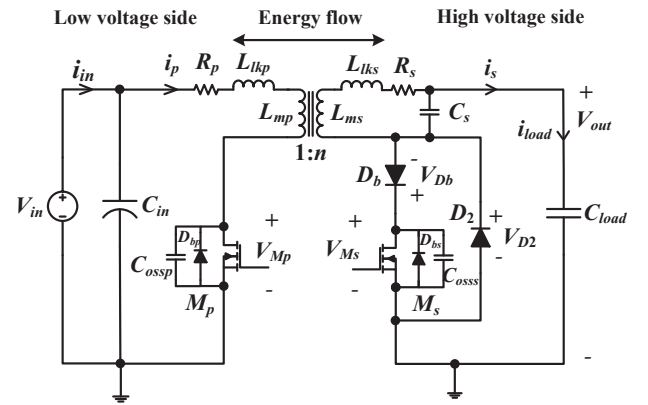 Low voltage side
Energy flow
High voltage side
i_in
i_p
R_p
L_lkp
L_lks
R_s
i_s
L_mp
L_ms
C_s
1:n
+
V_out
i_load
V_in
+
-
C_in
D_b
-
V_Db
+
D_2
+
V_D2
-
C_load
D_bp
C_ossp
+
V_Mp
-
M_p
+
V_Ms
-
D_bs
C_osss
M_s
-